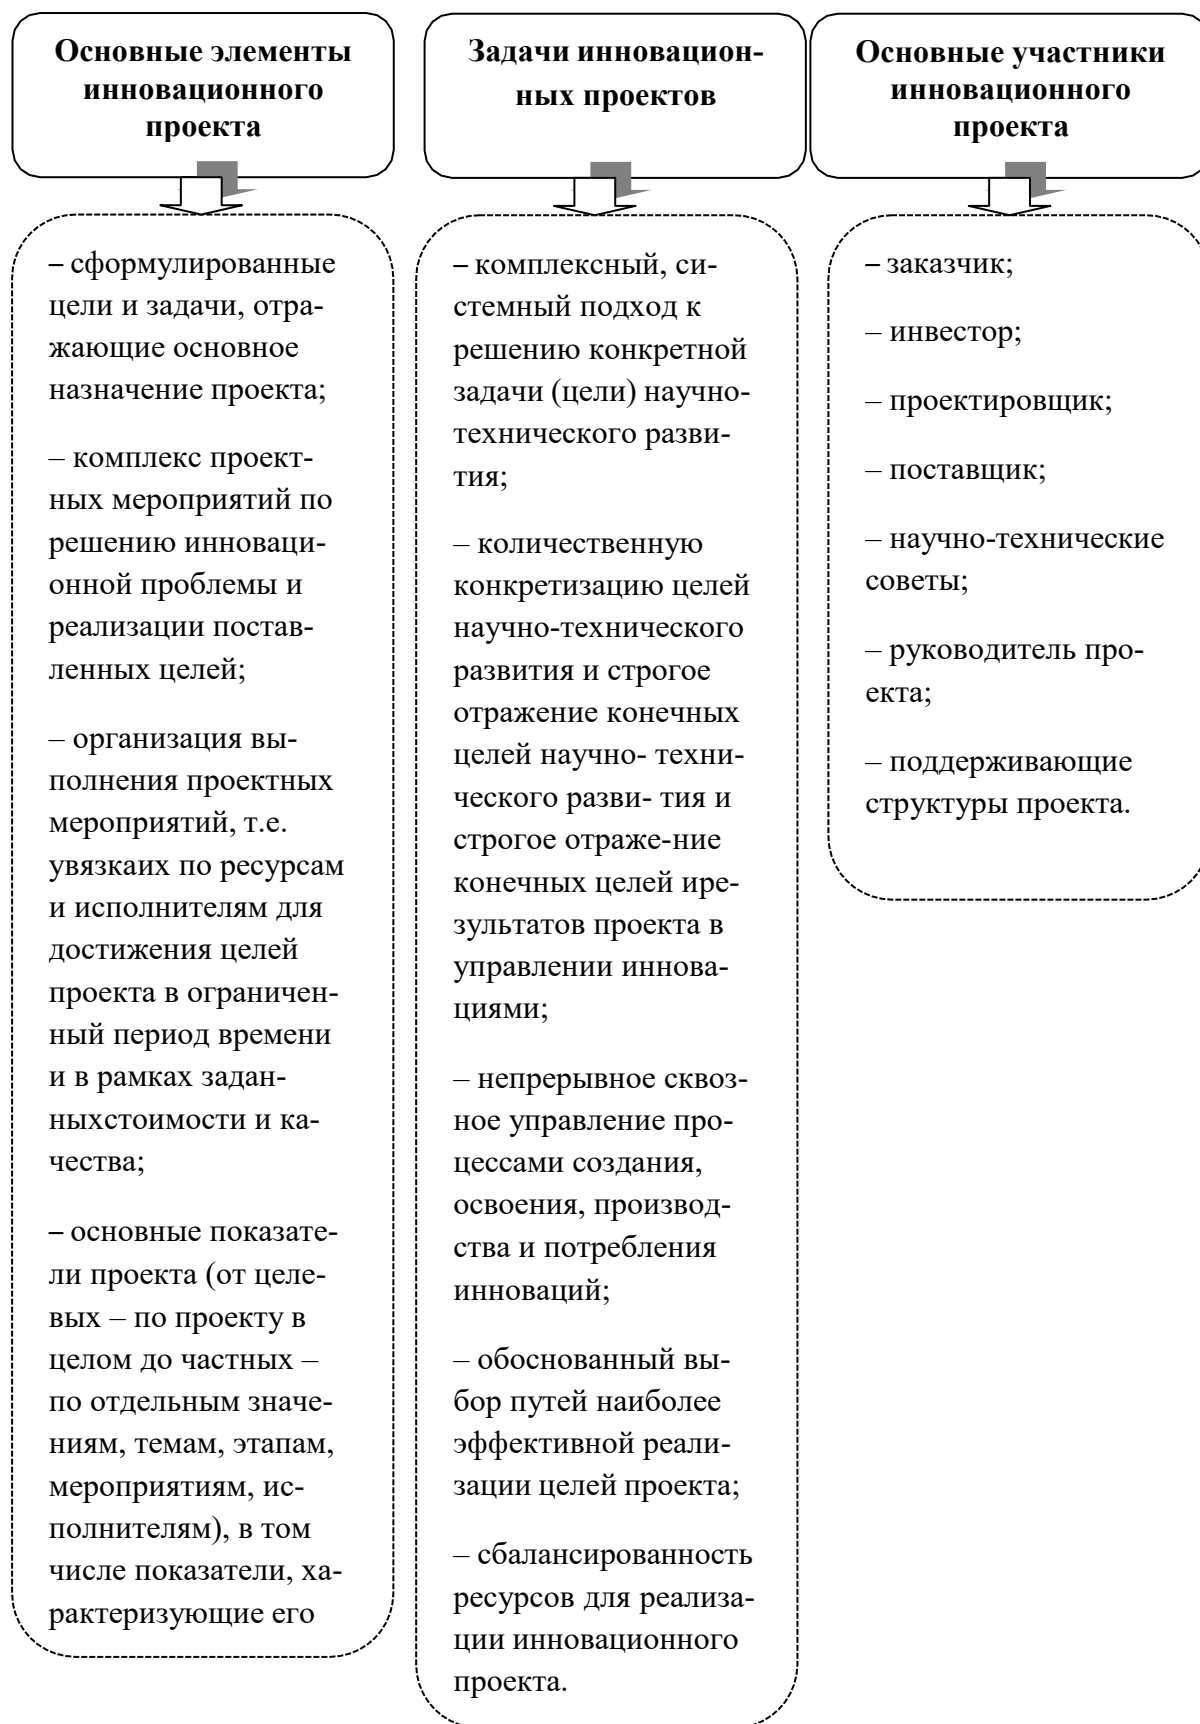 Основные элементы
инновационного
проекта
– сформулированные
цели и задачи, отра-
жающие основное
назначение проекта;
– комплекс проект-
ных мероприятий по
решению инноваци-
онной проблемы и
реализации постав-
ленных целей;
– организация вы-
полнения проектных
мероприятий, т.е.
увязкаих по ресурсам
и исполнителям для
достижения целей
проекта в ограничен-
ный период времени
и в рамках задан-
ныхстоимости и ка-
чества;
– основные показате-
ли проекта (от целе-
вых – по проекту в
целом до частных –
по отдельным значе-
ниям, темам, этапам,
мероприятиям, ис-
полнителям), в том
числе показатели, ха-
рактеризующие его
Задачи инновацион-
ных проектов
– комплексный, си-
стемный подход к
решению конкретной
задачи (цели) научно-
технического разви-
тия;
– количественную
конкретизацию целей
научно-технического
развития и строгое
отражение конечных
целей научно- техни-
ческого разви- тия и
строгое отраже-ние
конечных целей ире-
зультатов проекта в
управлении иннова-
циями;
– непрерывное сквоз-
ное управление про-
цессами создания,
освоения, производ-
ства и потребления
инноваций;
– обоснованный вы-
бор путей наиболее
эффективной реали-
зации целей проекта;
– сбалансированность
ресурсов для реализа-
ции инновационного
проекта.
Основные участники
инновационного
проекта
– заказчик;
– инвестор;
– проектировщик;
– поставщик;
– научно-технические
советы;
– руководитель про-
екта;
– поддерживающие
структуры проекта.